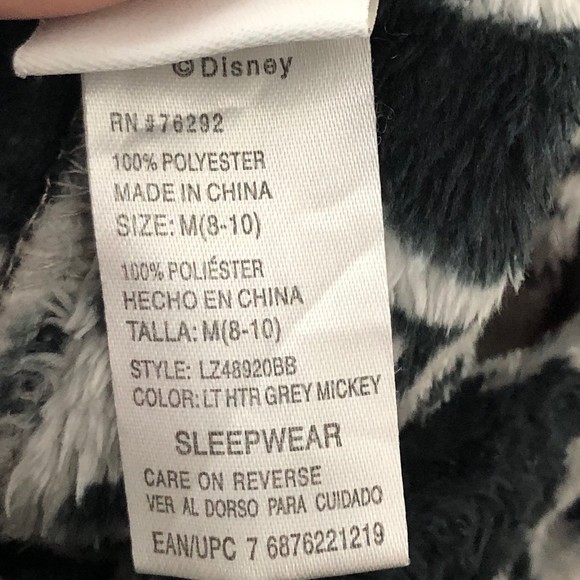 ©Disney
RN #76292
100% POLYESTER
MADE IN CHINA
SIZE: M(8-10)
100% POLIÉSTER
HECHO EN CHINA
TALLA: M(8-10)
STYLE: LZ48920BB
COLOR: LT HTR GREY MICKEY
SLEEPWEAR
CARE ON REVERSE
VER AL DORSO PARA CUIDADO
EAN/UPC 7 6876221219